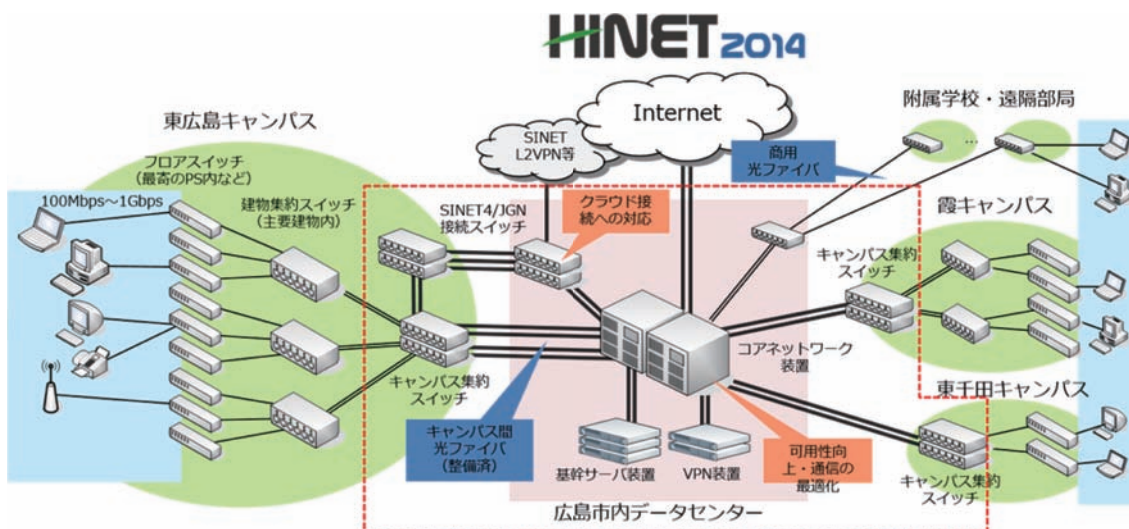 HINET 2014
Internet
附属学校・遠隔部局
東広島キャンパス
SINET
L2VPN等
商用
光ファイバ
...
フロアスイッチ
(最寄のPS内など)
100Mbps～1Gbps
建物集約スイッチ
(主要建物内)
SINET4/JGN
接続スイッチ
クラウド接
続への対応
霞キャンパス
キャンパス集約
スイッチ
コアネットワーク
装置
キャンパス集約
スイッチ
東千田キャンパス
キャンパス間
光ファイバ
(整備済)
基幹サーバ装置
VPN装置
可用性向
上・通信の
最適化
キャンパス集約
スイッチ
広島市内データセンター